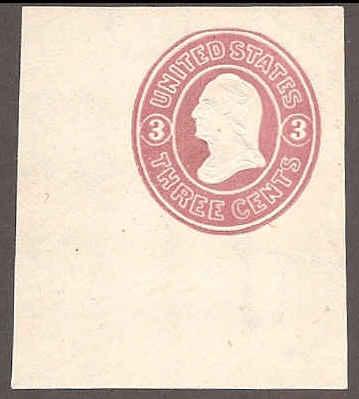 UNITED STATES
3 3
THREE CENTS